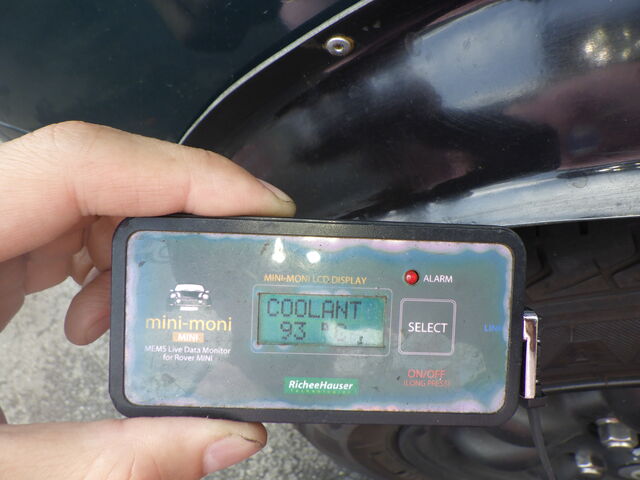 MINI-MONI LCD DISPLAY
ALARM
COOLANT
93 °C
SELECT
mini-moni
MINI
MEMS Live Data Monitor
for Rover MINI
ON/OFF
(LONG PRESS)
RicheeHauser
Technologies